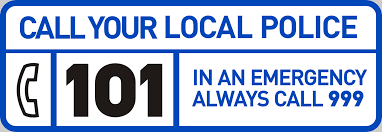 CALL YOUR LOCAL POLICE
101
IN AN EMERGENCY
ALWAYS CALL 999